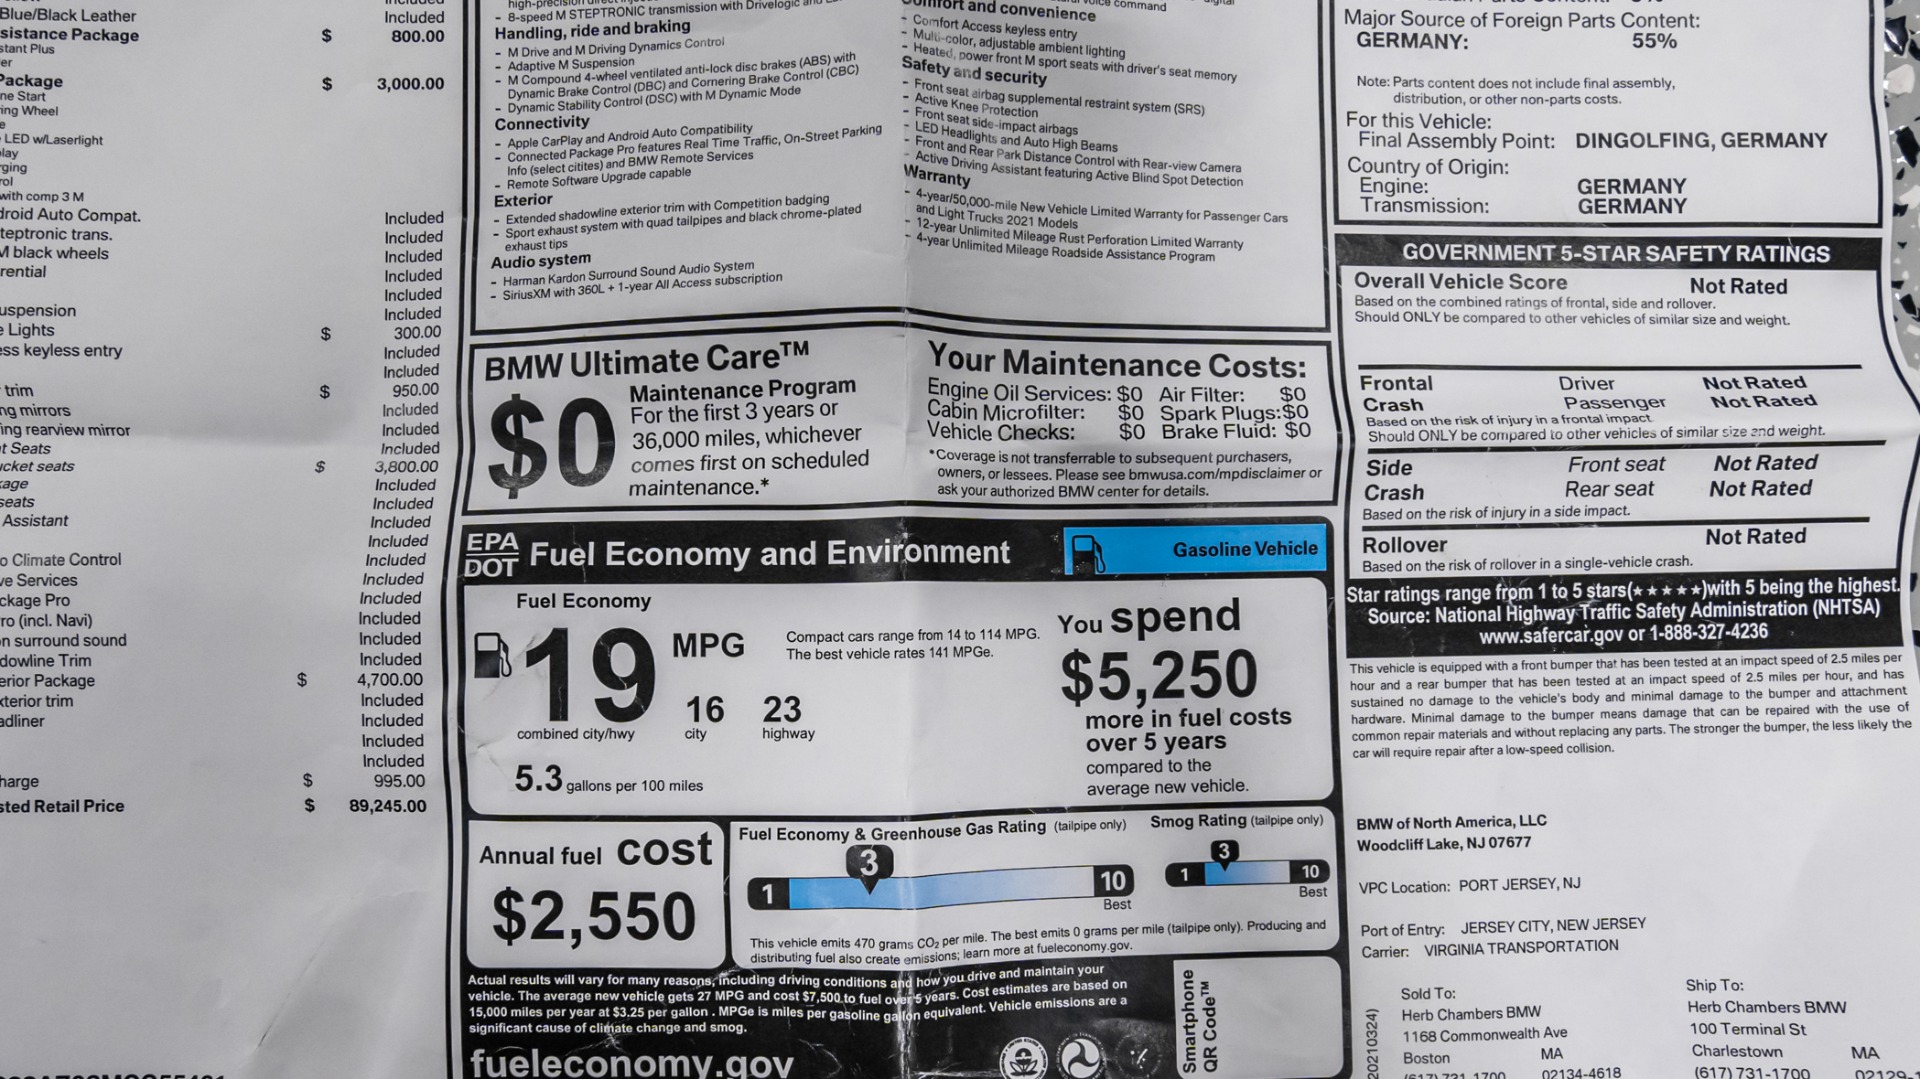 Included
Blue/Black Leather Included
sistance Package $ 800.00
stant Plus
er
Package $ 3,000.00
ne Start
ing Wheel
e
LED w/Laserlight
lay
ging
rol
with comp 3 M
droid Auto Compat. Included
teptronic trans. Included
M black wheels Included
rential Included
Included
uspension Included
e Lights $ 300.00
ess keyless entry Included
Included
trim $ 950.00
ng mirrors Included
ing rearview mirror Included
t Seats Included
cket seats $ 3,800.00
age Included
seats Included
Assistant Included
Included
o Climate Control Included
ve Services Included
ckage Pro Included
ro (incl. Navi) Included
n surround sound Included
dowline Trim Included
erior Package $ 4,700.00
xterior trim Included
adliner Included
Included
Included
harge $ 995.00
sted Retail Price $ 89,245.00
- 8-speed M STEPTRONIC transmission with Drivelogic and
Handling, ride and braking
- M Drive and M Driving Dynamics Control
- Adaptive M Suspension
- M Compound 4-wheel ventilated anti-lock disc brakes (ABS) with
Dynamic Brake Control (DBC) and Cornering Brake Control (CBC)
- Dynamic Stability Control (DSC) with M Dynamic Mode
Connectivity
- Apple CarPlay and Android Auto Compatibility
- Connected Package Pro features Real Time Traffic, On-Street Parking
Info (select citites) and BMW Remote Services
- Remote Software Upgrade capable
Exterior
- Extended shadowline exterior trim with Competition badging
- Sport exhaust system with quad tailpipes and black chrome-plated
exhaust tips
Audio system
- Harman Kardon Surround Sound Audio System
- SiriusXM with 360L + 1-year All Access subscription
voice command
Comfort and convenience
- Comfort Access keyless entry
- Multi-color, adjustable ambient lighting
- Heated, power front M sport seats with driver's seat memory
Safety and security
- Front seat airbag supplemental restraint system (SRS)
- Active Knee Protection
- Front seat side-impact airbags
- LED Headlights and Auto High Beams
- Front and Rear Park Distance Control with Rear-view Camera
- Active Driving Assistant featuring Active Blind Spot Detection
Warranty
- 4-year/50,000-mile New Vehicle Limited Warranty for Passenger Cars
and Light Trucks 2021 Models
- 12-year Unlimited Mileage Rust Perforation Limited Warranty
- 4-year Unlimited Mileage Roadside Assistance Program
BMW Ultimate Care™
$0
Maintenance Program
For the first 3 years or
36,000 miles, whichever
comes first on scheduled
maintenance.*
Your Maintenance Costs:
Engine Oil Services: $0 Air Filter: $0
Cabin Microfilter: $0 Spark Plugs:$0
Vehicle Checks: $0 Brake Fluid: $0
*Coverage is not transferrable to subsequent purchasers,
owners, or lessees. Please see bmwusa.com/mpdisclaimer or
ask your authorized BMW center for details.
EPA
DOT
Fuel Economy and Environment
Gasoline Vehicle
Fuel Economy
19 MPG
combined city/hwy
16
city
23
highway
Compact cars range from 14 to 114 MPG.
The best vehicle rates 141 MPGe.
5.3 gallons per 100 miles
You spend
$5,250
more in fuel costs
over 5 years
compared to the
average new vehicle.
Annual fuel cost
$2,550
Fuel Economy & Greenhouse Gas Rating (tailpipe only)
3
1 10
Best
Smog Rating (tailpipe only)
3
1 10
Best
This vehicle emits 470 grams CO₂ per mile. The best emits 0 grams per mile (tailpipe only). Producing and
distributing fuel also create emissions; learn more at fueleconomy.gov.
Actual results will vary for many reasons, including driving conditions and how you drive and maintain your
vehicle. The average new vehicle gets 27 MPG and cost $7,500 to fuel over 5 years. Cost estimates are based on
15,000 miles per year at $3.25 per gallon . MPGe is miles per gasoline gallon equivalent. Vehicle emissions are a
significant cause of climate change and smog.
fueleconomy.gov
Smartphone
QR Code™
Major Source of Foreign Parts Content:
GERMANY: 55%
Note: Parts content does not include final assembly,
distribution, or other non-parts costs.
For this Vehicle:
Final Assembly Point: DINGOLFING, GERMANY
Country of Origin:
Engine: GERMANY
Transmission: GERMANY
GOVERNMENT 5-STAR SAFETY RATINGS
Overall Vehicle Score Not Rated
Based on the combined ratings of frontal, side and rollover.
Should ONLY be compared to other vehicles of similar size and weight.
Frontal Driver Not Rated
Crash Passenger Not Rated
Based on the risk of injury in a frontal impact.
Should ONLY be compared to other vehicles of similar size and weight.
Side Front seat Not Rated
Crash Rear seat Not Rated
Based on the risk of injury in a side impact.
Rollover Not Rated
Based on the risk of rollover in a single-vehicle crash.
Star ratings range from 1 to 5 stars(★★★★★)with 5 being the highest.
Source: National Highway Traffic Safety Administration (NHTSA)
www.safercar.gov or 1-888-327-4236
This vehicle is equipped with a front bumper that has been tested at an impact speed of 2.5 miles per
hour and a rear bumper that has been tested at an impact speed of 2.5 miles per hour, and has
sustained no damage to the vehicle's body and minimal damage to the bumper and attachment
hardware. Minimal damage to the bumper means damage that can be repaired with the use of
common repair materials and without replacing any parts. The stronger the bumper, the less likely the
car will require repair after a low-speed collision.
BMW of North America, LLC
Woodcliff Lake, NJ 07677
VPC Location: PORT JERSEY, NJ
Port of Entry: JERSEY CITY, NEW JERSEY
Carrier: VIRGINIA TRANSPORTATION
20210324)
Sold To:
Herb Chambers BMW
1168 Commonwealth Ave
Boston MA
(617) 731-1700 02134-4618
Ship To:
Herb Chambers BMW
100 Terminal St
Charlestown MA
(617) 731-1700 02129-1